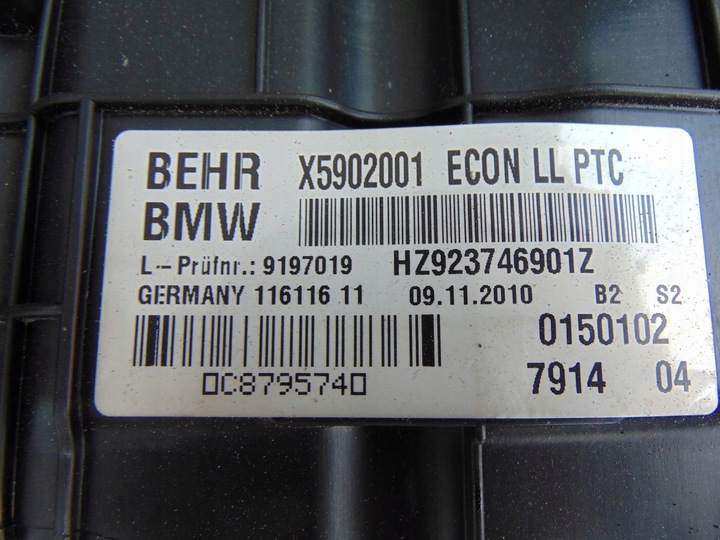 BEHR X5902001 ECON LL PTC
BMW
L-Prüfnr.: 9197019 HZ923746901Z
GERMANY 116116 11 09.11.2010 B2 S2
0150102
0C8795740
7914 04